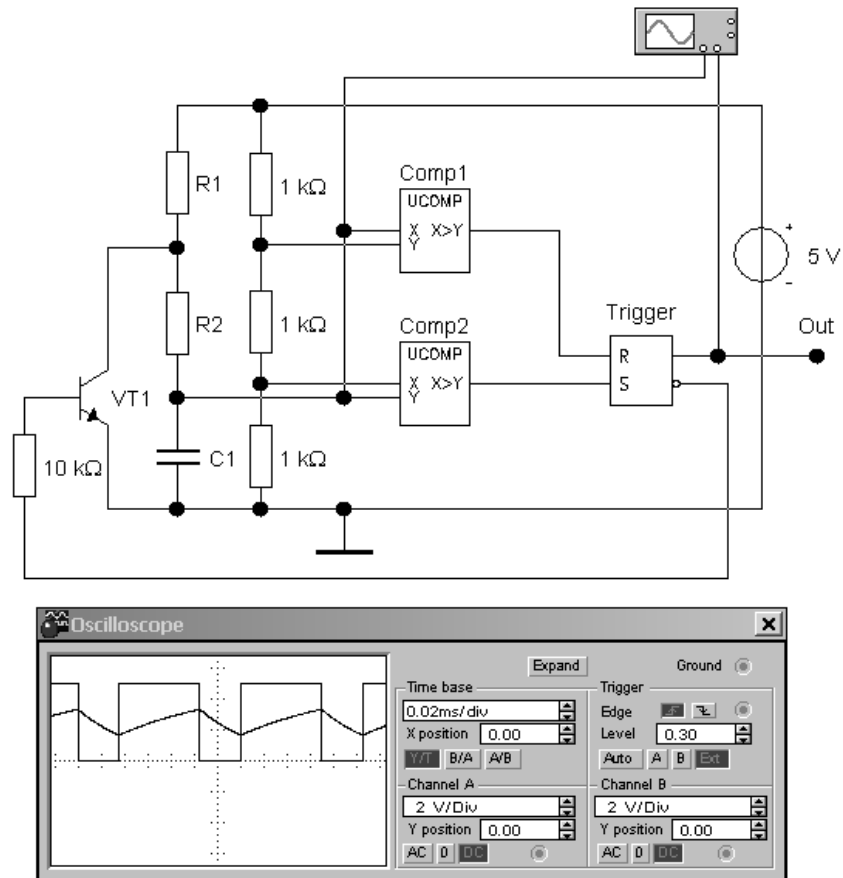 Comp1
UCOMP
R1
1 kΩ
X X>Y
Y
5 V
+
-
R2
1 kΩ
Comp2
UCOMP
X X>Y
Y
Trigger
R
S
Out
VT1
C1
1 kΩ
10 kΩ
Oscilloscope
Expand
Ground
Time base
0.02ms/div
X position 0.00
Y/T B/A A/B
Trigger
Edge
Level 0.30
Auto A B Ext
Channel A
2 V/Div
Y position 0.00
AC 0 DC
Channel B
2 V/Div
Y position 0.00
AC 0 DC